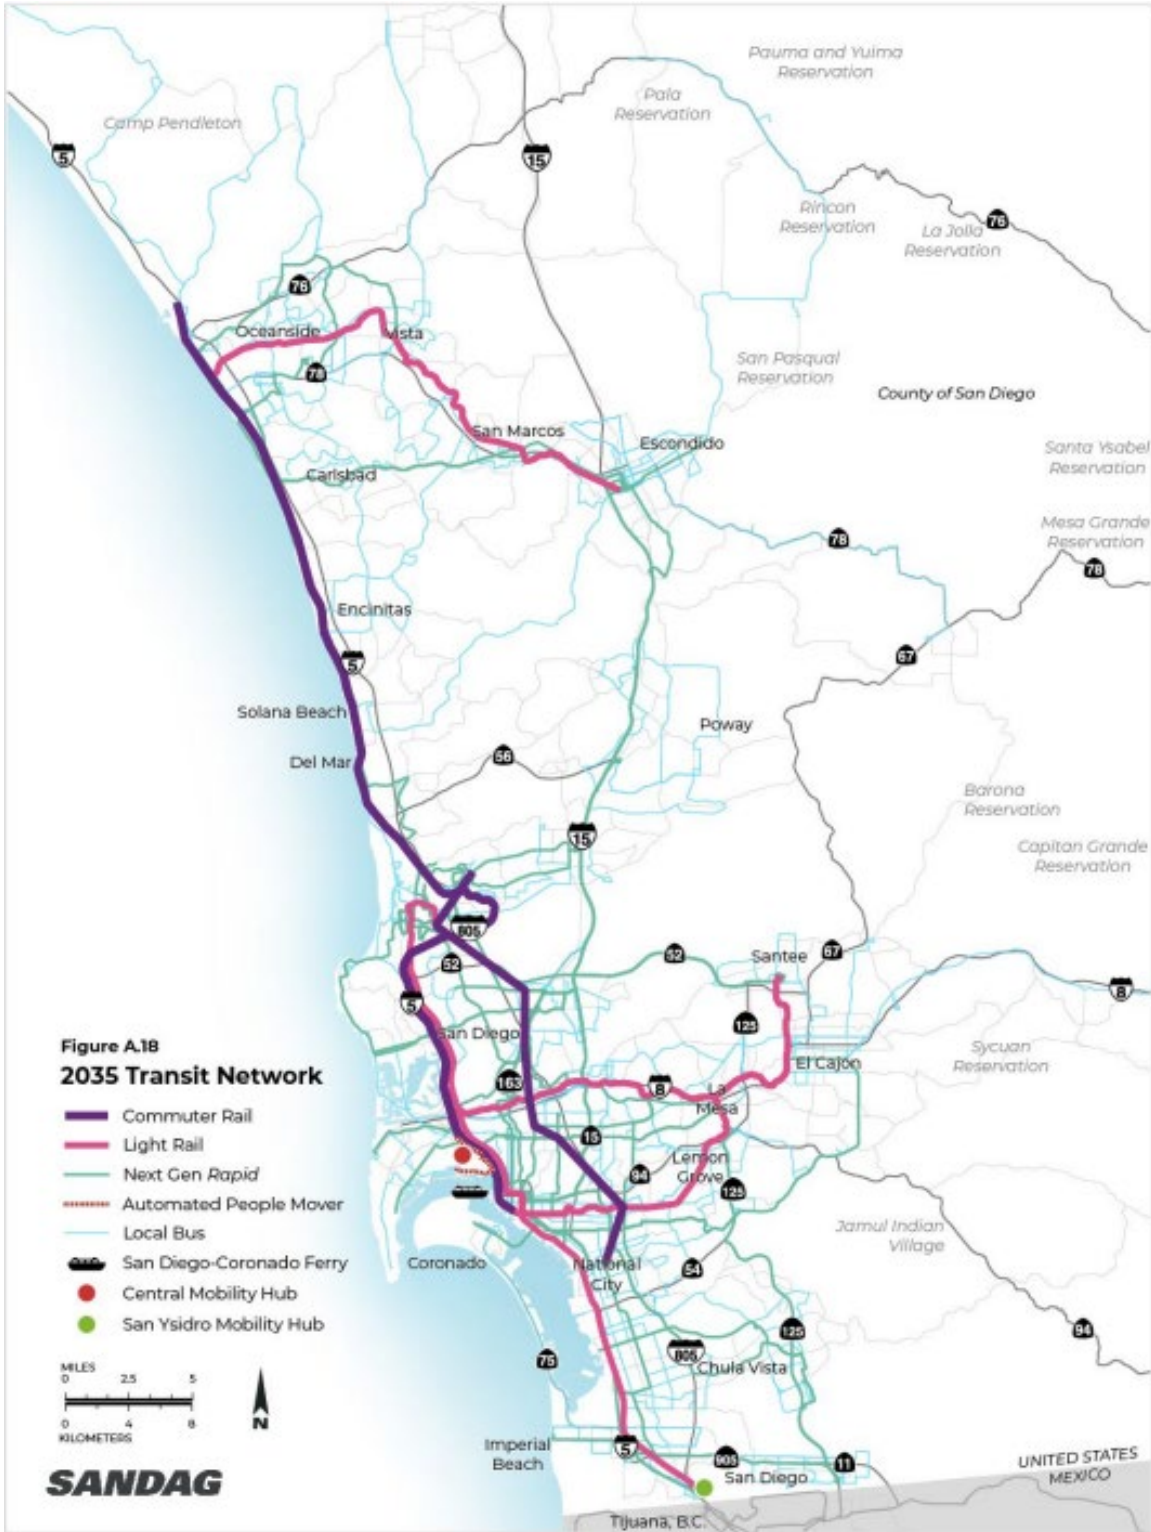 Pauma and Yuima
Reservation
Pala
Reservation
Camp Pendleton
5
15
Rincon
Reservation
La Jolla
Reservation
76
76
Oceanside
Vista
78
San Pasqual
Reservation
County of San Diego
San Marcos
Escondido
Santa Ysabel
Reservation
Carlsbad
Mesa Grande
Reservation
78
78
Encinitas
5
67
Solana Beach
Poway
Del Mar
56
Barona
Reservation
15
Capitan Grande
Reservation
805
52
52
Santee
67
5
8
125
San Diego
Sycuan
Reservation
El Cajon
163
8
La
Mesa
15
Lemon
Grove
94
125
Jamul Indian
Village
Coronado
National
City
54
125
94
75
805
Chula Vista
Imperial
Beach
5
905
San Diego
11
UNITED STATES
MEXICO
Tijuana, B.C.
Figure A.18
2035 Transit Network
Commuter Rail
Light Rail
Next Gen Rapid
Automated People Mover
Local Bus
San Diego-Coronado Ferry
Central Mobility Hub
San Ysidro Mobility Hub
MILES
0 2.5 5
0 4 8
KILOMETERS
N
SANDAG